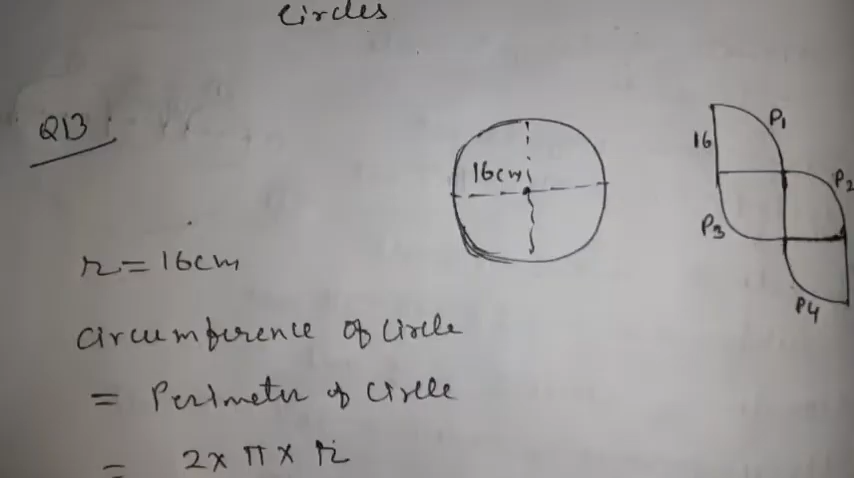 Circles
Q13
16cm
16
P1
P2
P3
P4
r = 16cm
Circumference of Circle
= Perimeter of Circle
= 2 x π x r